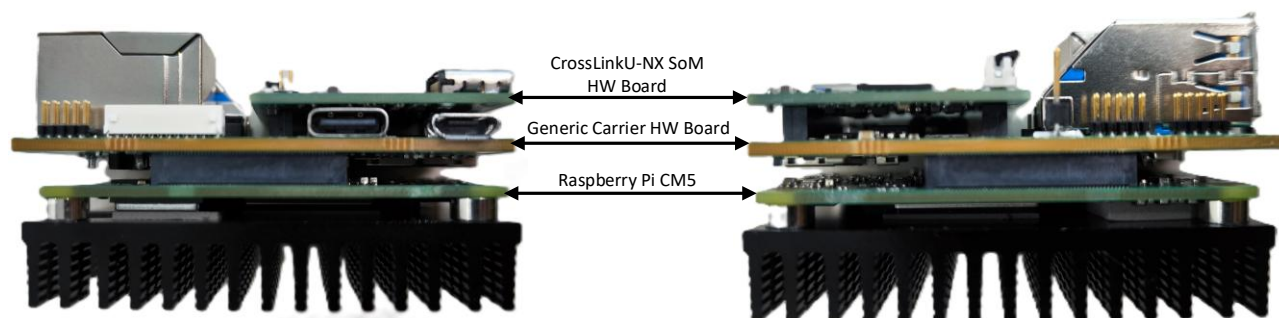 CrossLinkU-NX SoM
HW Board
Generic Carrier HW Board
Raspberry Pi CM5